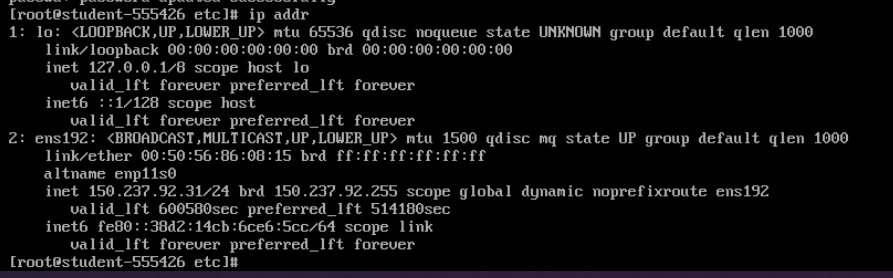 passwd: password updated successfully
[root@student-555426 etc]# ip addr
1: lo: <LOOPBACK,UP,LOWER_UP> mtu 65536 qdisc noqueue state UNKNOWN group default qlen 1000
link/loopback 00:00:00:00:00:00 brd 00:00:00:00:00:00
inet 127.0.0.1/8 scope host lo
valid_lft forever preferred_lft forever
inet6 ::1/128 scope host
valid_lft forever preferred_lft forever
2: ens192: <BROADCAST,MULTICAST,UP,LOWER_UP> mtu 1500 qdisc mq state UP group default qlen 1000
link/ether 00:50:56:86:08:15 brd ff:ff:ff:ff:ff:ff
altname enp11s0
inet 150.237.92.31/24 brd 150.237.92.255 scope global dynamic noprefixroute ens192
valid_lft 600580sec preferred_lft 514180sec
inet6 fe80::38d2:14cb:6ce6:5cc/64 scope link
valid_lft forever preferred_lft forever
[root@student-555426 etc]#